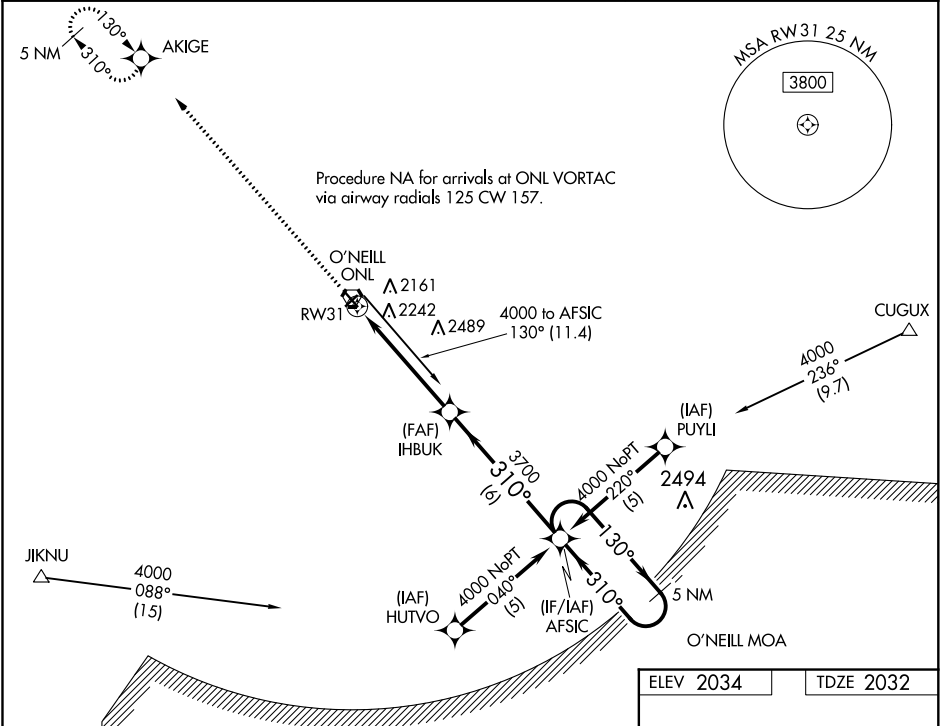 130°
310°
5 NM
AKIGE
MSA RW31 25 NM
3800
Procedure NA for arrivals at ONL VORTAC
via airway radials 125 CW 157.
O'NEILL
ONL
RW31
2161
2242
2489
4000 to AFSIC
130° (11.4)
CUGUX
4000
236°
(9.7)
(FAF)
IHBUK
(IAF)
PUYLI
3700
310°
(6)
4000 NoPT
220°
(5)
2494
130°
310°
5 NM
JIKNU
4000
088°
(15)
(IAF)
HUTVO
4000 NoPT
040°
(5)
(IF/IAF)
AFSIC
O'NEILL MOA
ELEV 2034
TDZE 2032